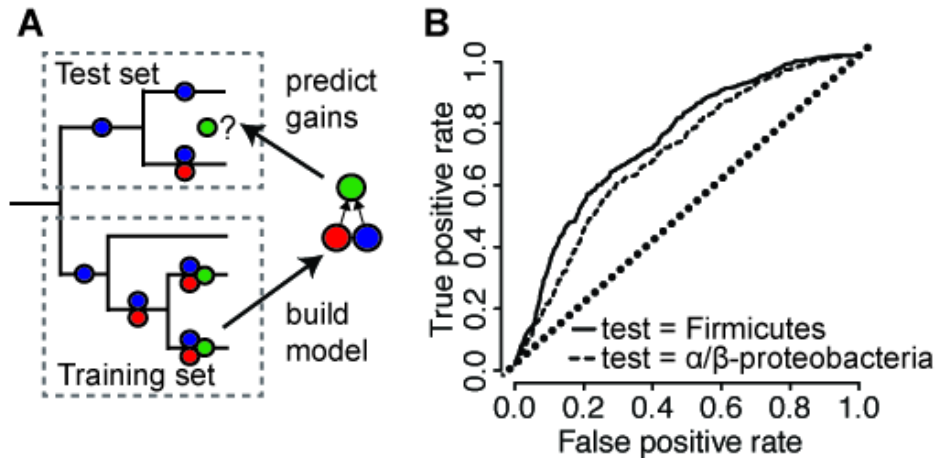 A
Test set
?
predict
gains
build
model
Training set
B
True positive rate
0.0 0.2 0.4 0.6 0.8 1.0
test = Firmicutes
test = α/β-proteobacteria
0.0 0.2 0.4 0.6 0.8 1.0
False positive rate